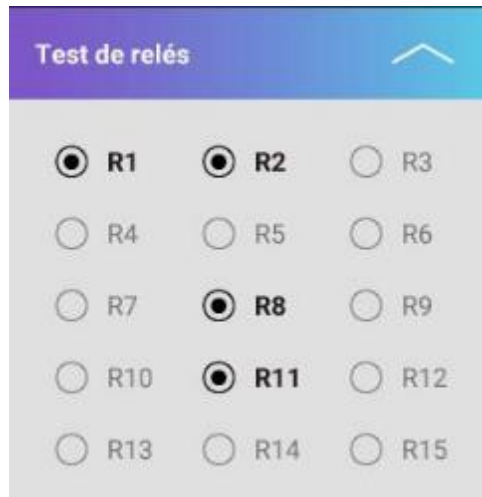 Test de relés
R1 R2 R3
R4 R5 R6
R7 R8 R9
R10 R11 R12
R13 R14 R15